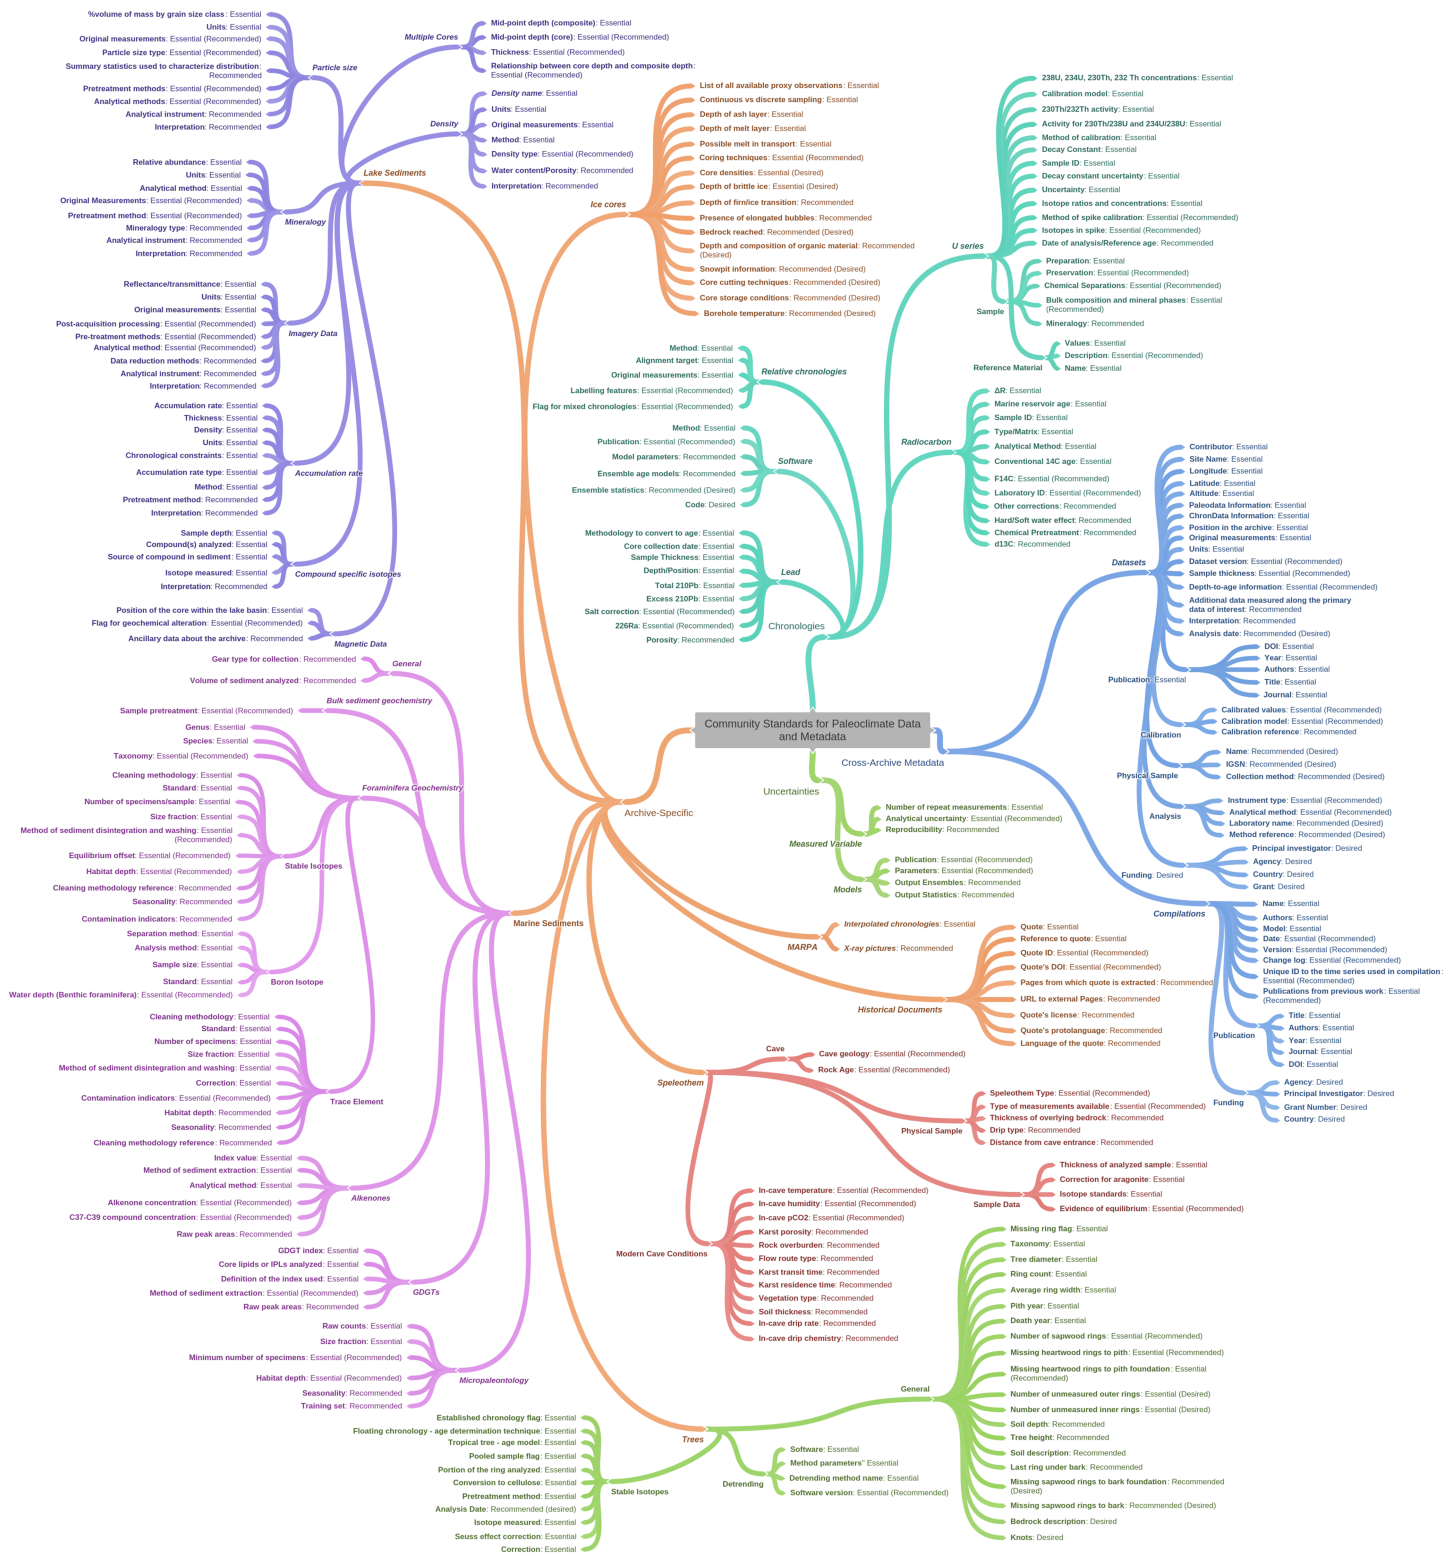 %volume of mass by grain size class: Essential
Units: Essential
Original measurements: Essential (Recommended)
Particle size type: Essential (Recommended)
Summary statistics used to characterize distribution:
Recommended
Pretreatment methods: Essential (Recommended)
Analytical methods: Essential (Recommended)
Analytical instrument: Recommended
Interpretation: Recommended
Particle size
Relative abundance: Essential
Units: Essential
Analytical method: Essential
Original Measurements: Essential (Recommended)
Pretreatment method: Essential (Recommended)
Mineralogy type: Recommended
Analytical instrument: Recommended
Interpretation: Recommended
Mineralogy
Reflectance/transmittance: Essential
Units: Essential
Original measurements: Essential
Post-acquisition processing: Essential (Recommended)
Pre-treatment methods: Essential (Recommended)
Analytical method: Essential (Recommended)
Data reduction methods: Recommended
Analytical instrument: Recommended
Interpretation: Recommended
Imagery Data
Accumulation rate: Essential
Thickness: Essential
Density: Essential
Units: Essential
Chronological constraints: Essential
Accumulation rate type: Essential
Method: Essential
Pretreatment method: Recommended
Interpretation: Recommended
Accumulation rate
Sample depth: Essential
Compound(s) analyzed: Essential
Source of compound in sediment: Essential
Isotope measured: Essential
Interpretation: Recommended
Compound specific isotopes
Position of the core within the lake basin: Essential
Flag for geochemical alteration: Essential (Recommended)
Ancillary data about the archive: Recommended
Magnetic Data
Multiple Cores
Mid-point depth (composite): Essential
Mid-point depth (core): Essential (Recommended)
Thickness: Essential (Recommended)
Relationship between core depth and composite depth:
Essential (Recommended)
Density
Density name: Essential
Units: Essential
Original measurements: Essential
Method: Essential
Density type: Essential (Recommended)
Water content/Porosity: Recommended
Interpretation: Recommended
Lake Sediments
Ice cores
List of all available proxy observations: Essential
Continuous vs discrete sampling: Essential
Depth of ash layer: Essential
Depth of melt layer: Essential
Possible melt in transport: Essential
Coring techniques: Essential (Recommended)
Core densities: Essential (Desired)
Depth of brittle ice: Essential (Desired)
Depth of firn/ice transition: Recommended
Presence of elongated bubbles: Recommended
Bedrock reached: Recommended (Desired)
Depth and composition of organic material: Recommended
(Desired)
Snowpit information: Recommended (Desired)
Core cutting techniques: Recommended (Desired)
Core storage conditions: Recommended (Desired)
Borehole temperature: Recommended (Desired)
Method: Essential
Alignment target: Essential
Original measurements: Essential
Labelling features: Essential (Recommended)
Flag for mixed chronologies: Essential (Recommended)
Relative chronologies
Method: Essential
Publication: Essential (Recommended)
Model parameters: Recommended
Ensemble age models: Recommended
Ensemble statistics: Recommended (Desired)
Code: Desired
Software
Methodology to convert to age: Essential
Core collection date: Essential
Sample Thickness: Essential
Depth/Position: Essential
Total 210Pb: Essential
Excess 210Pb: Essential
Salt correction: Essential (Recommended)
226Ra: Essential (Recommended)
Porosity: Recommended
Lead
Chronologies
U series
238U, 234U, 230Th, 232 Th concentrations: Essential
Calibration model: Essential
230Th/232Th activity: Essential
Activity for 230Th/238U and 234U/238U: Essential
Method of calibration: Essential
Decay Constant: Essential
Sample ID: Essential
Decay constant uncertainty: Essential
Uncertainty: Essential
Isotope ratios and concentrations: Essential
Method of spike calibration: Essential (Recommended)
Isotopes in spike: Essential (Recommended)
Date of analysis/Reference age: Recommended
Sample
Preparation: Essential
Preservation: Essential (Recommended)
Chemical Separations: Essential (Recommended)
Bulk composition and mineral phases: Essential
(Recommended)
Mineralogy: Recommended
Reference Material
Values: Essential
Description: Essential (Recommended)
Name: Essential
Radiocarbon
ΔR: Essential
Marine reservoir age: Essential
Sample ID: Essential
Type/Matrix: Essential
Analytical Method: Essential
Conventional 14C age: Essential
F14C: Essential (Recommended)
Laboratory ID: Essential (Recommended)
Other corrections: Recommended
Hard/Soft water effect: Recommended
Chemical Pretreatment: Recommended
d13C: Recommended
Community Standards for Paleoclimate Data
and Metadata
Cross-Archive Metadata
Datasets
Contributor: Essential
Site Name: Essential
Longitude: Essential
Latitude: Essential
Altitude: Essential
Paleodata Information: Essential
ChronData Information: Essential
Position in the archive: Essential
Original measurements: Essential
Units: Essential
Dataset version: Essential (Recommended)
Sample thickness: Essential (Recommended)
Depth-to-age information: Essential (Recommended)
Additional data measured along the primary
data of interest: Recommended
Interpretation: Recommended
Analysis date: Recommended (Desired)
Publication: Essential
DOI: Essential
Year: Essential
Authors: Essential
Title: Essential
Journal: Essential
Calibration
Calibrated values: Essential (Recommended)
Calibration model: Essential (Recommended)
Calibration reference: Recommended
Physical Sample
Name: Recommended (Desired)
IGSN: Recommended (Desired)
Collection method: Recommended (Desired)
Analysis
Instrument type: Essential (Recommended)
Analytical method: Essential (Recommended)
Laboratory name: Recommended (Desired)
Method reference: Recommended (Desired)
Funding: Desired
Principal investigator: Desired
Agency: Desired
Country: Desired
Grant: Desired
Compilations
Name: Essential
Authors: Essential
Model: Essential
Date: Essential (Recommended)
Version: Essential (Recommended)
Change log: Essential (Recommended)
Unique ID to the time series used in compilation:
Essential (Recommended)
Publications from previous work: Essential
(Recommended)
Publication
Title: Essential
Authors: Essential
Year: Essential
Journal: Essential
DOI: Essential
Funding
Agency: Desired
Principal Investigator: Desired
Grant Number: Desired
Country: Desired
Uncertainties
Measured Variable
Number of repeat measurements: Essential
Analytical uncertainty: Essential (Recommended)
Reproducibility: Recommended
Models
Publication: Essential (Recommended)
Parameters: Essential (Recommended)
Output Ensembles: Recommended
Output Statistics: Recommended
Archive-Specific
Gear type for collection: Recommended
Volume of sediment analyzed: Recommended
General
Sample pretreatment: Essential (Recommended)
Bulk sediment geochemistry
Genus: Essential
Species: Essential
Taxonomy: Essential (Recommended)
Foraminifera Geochemistry
Cleaning methodology: Essential
Standard: Essential
Number of specimens/sample: Essential
Size fraction: Essential
Method of sediment disintegration and washing: Essential
(Recommended)
Equilibrium offset: Essential (Recommended)
Habitat depth: Essential (Recommended)
Cleaning methodology reference: Recommended
Seasonality: Recommended
Contamination indicators: Recommended
Stable Isotopes
Separation method: Essential
Analysis method: Essential
Sample size: Essential
Standard: Essential
Water depth (Benthic foraminifera): Essential (Recommended)
Boron Isotope
Cleaning methodology: Essential
Standard: Essential
Number of specimens: Essential
Size fraction: Essential
Method of sediment disintegration and washing: Essential
Correction: Essential
Contamination indicators: Essential (Recommended)
Habitat depth: Recommended
Seasonality: Recommended
Cleaning methodology reference: Recommended
Trace Element
Index value: Essential
Method of sediment extraction: Essential
Analytical method: Essential
Alkenone concentration: Essential (Recommended)
C37-C39 compound concentration: Essential (Recommended)
Raw peak areas: Recommended
Alkenones
GDGT index: Essential
Core lipids or IPLs analyzed: Essential
Definition of the index used: Essential
Method of sediment extraction: Essential (Recommended)
Raw peak areas: Recommended
GDGTs
Raw counts: Essential
Size fraction: Essential
Minimum number of specimens: Essential (Recommended)
Habitat depth: Essential (Recommended)
Seasonality: Recommended
Training set: Recommended
Micropaleontology
Marine Sediments
MARPA
Interpolated chronologies: Essential
X-ray pictures: Recommended
Historical Documents
Quote: Essential
Reference to quote: Essential
Quote ID: Essential (Recommended)
Quote's DOI: Essential (Recommended)
Pages from which quote is extracted: Recommended
URL to external Pages: Recommended
Quote's license: Recommended
Quote's protolanguage: Recommended
Language of the quote: Recommended
Speleothem
Cave
Cave geology: Essential (Recommended)
Rock Age: Essential (Recommended)
Physical Sample
Speleothem Type: Essential (Recommended)
Type of measurements available: Essential (Recommended)
Thickness of overlying bedrock: Recommended
Drip type: Recommended
Distance from cave entrance: Recommended
Sample Data
Thickness of analyzed sample: Essential
Correction for aragonite: Essential
Isotope standards: Essential
Evidence of equilibrium: Essential (Recommended)
Modern Cave Conditions
In-cave temperature: Essential (Recommended)
In-cave humidity: Essential (Recommended)
In-cave pCO2: Essential (Recommended)
Karst porosity: Recommended
Rock overburden: Recommended
Flow route type: Recommended
Karst transit time: Recommended
Karst residence time: Recommended
Vegetation type: Recommended
Soil thickness: Recommended
In-cave drip rate: Recommended
In-cave drip chemistry: Recommended
Trees
General
Missing ring flag: Essential
Taxonomy: Essential
Tree diameter: Essential
Ring count: Essential
Average ring width: Essential
Pith year: Essential
Death year: Essential
Number of sapwood rings: Essential (Recommended)
Missing heartwood rings to pith: Essential (Recommended)
Missing heartwood rings to pith foundation: Essential
(Recommended)
Number of unmeasured outer rings: Essential (Desired)
Number of unmeasured inner rings: Essential (Desired)
Soil depth: Recommended
Tree height: Recommended
Soil description: Recommended
Last ring under bark: Recommended
Missing sapwood rings to bark foundation: Recommended
(Desired)
Missing sapwood rings to bark: Recommended (Desired)
Bedrock description: Desired
Knots: Desired
Detrending
Software: Essential
Method parameters" Essential
Detrending method name: Essential
Software version: Essential (Recommended)
Established chronology flag: Essential
Floating chronology - age determination technique: Essential
Tropical tree - age model: Essential
Pooled sample flag: Essential
Portion of the ring analyzed: Essential
Conversion to cellulose: Essential
Pretreatment method: Essential
Analysis Date: Recommended (desired)
Isotope measured: Essential
Seuss effect correction: Essential
Correction: Essential
Stable Isotopes